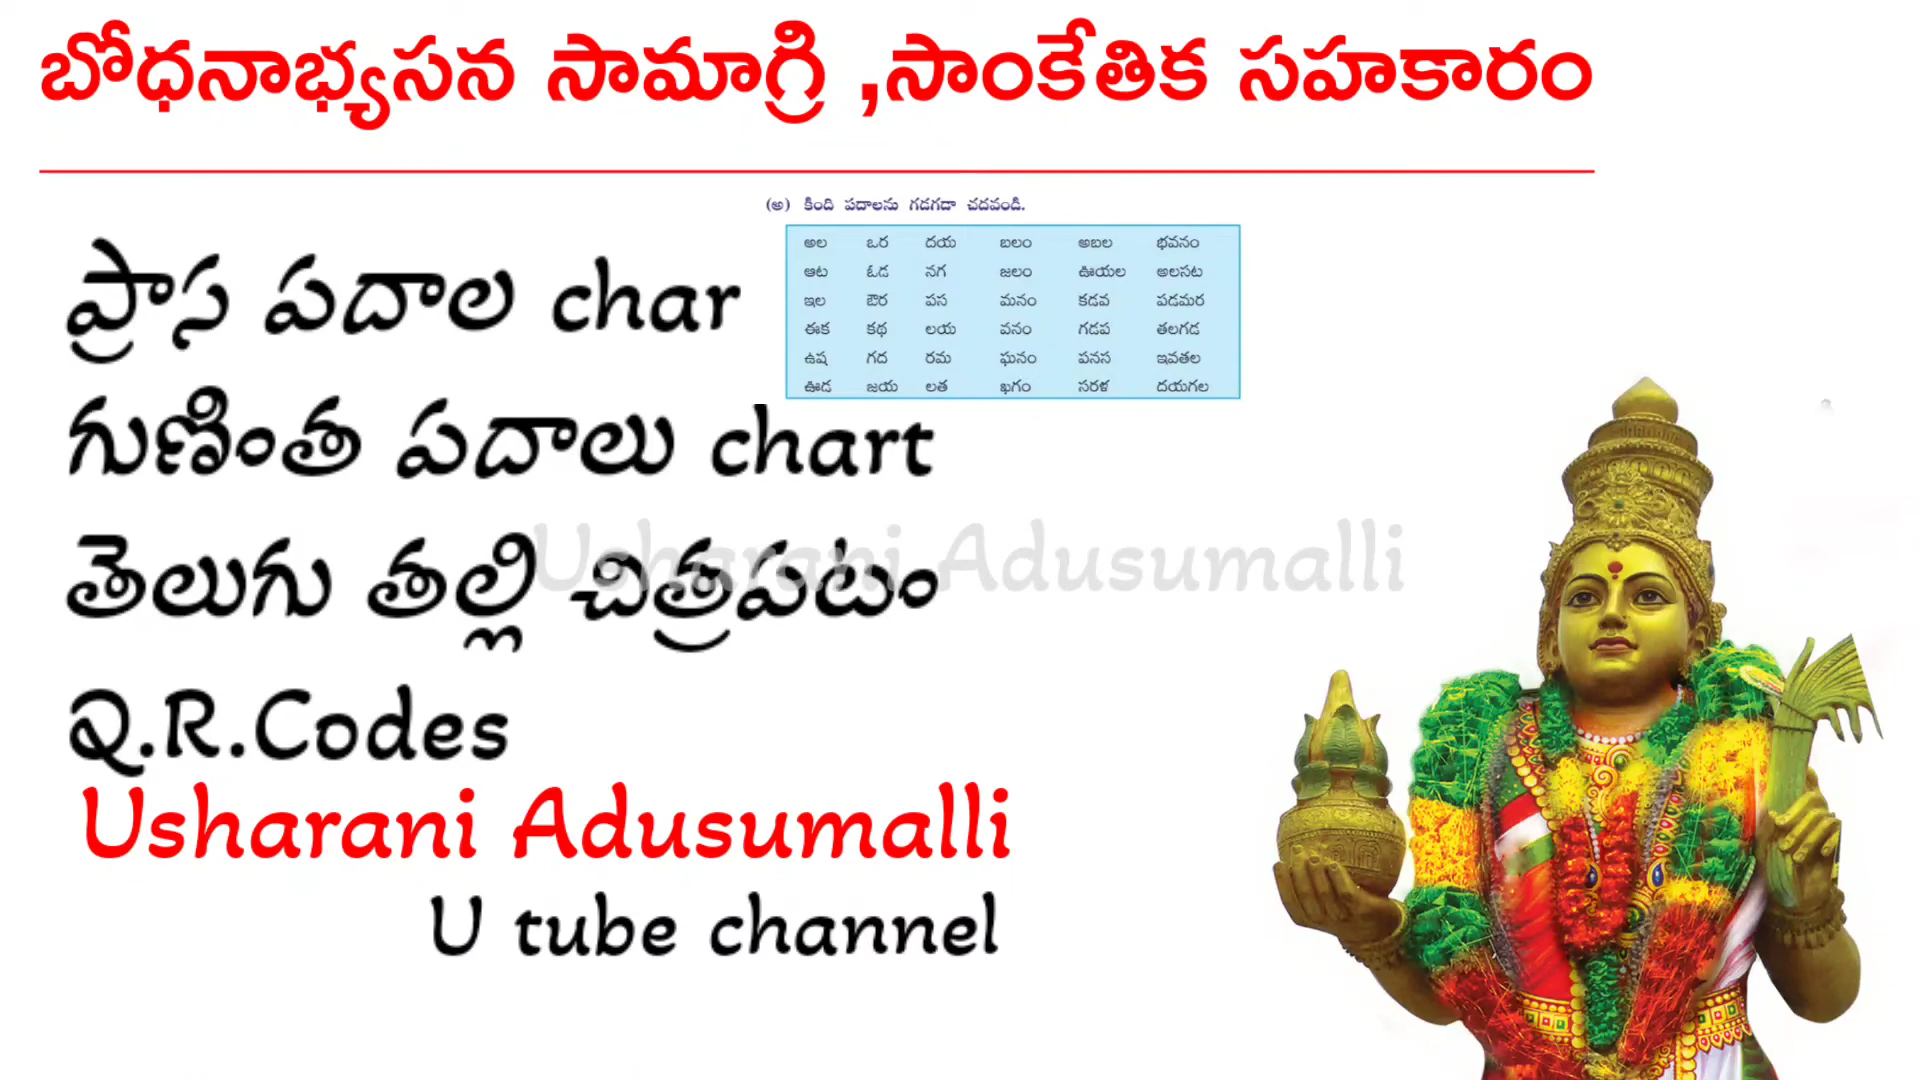 బోధనాభ్యసన సామాగ్రి ,సాంకేతిక సహకారం
(అ) కింది పదాలను గడగడా చదవండి.
అల ఒర దయ బలం అబల భవనం
ఆట ఓడ నగ జలం ఊయల అలసట
ఇల ఔర పస మనం కడవ పడమర
ఈక కథ లయ వనం గడప తలగడ
ఉష గద రమ ఘనం పనస ఇవతల
ఊడ జయ లత ఖగం సరళ దయగల
ప్రాస పదాల char
గుణింత పదాలు chart
తెలుగు తల్లి చిత్రపటం
Usharani Adusumalli
Q.R.Codes
Usharani Adusumalli
U tube channel